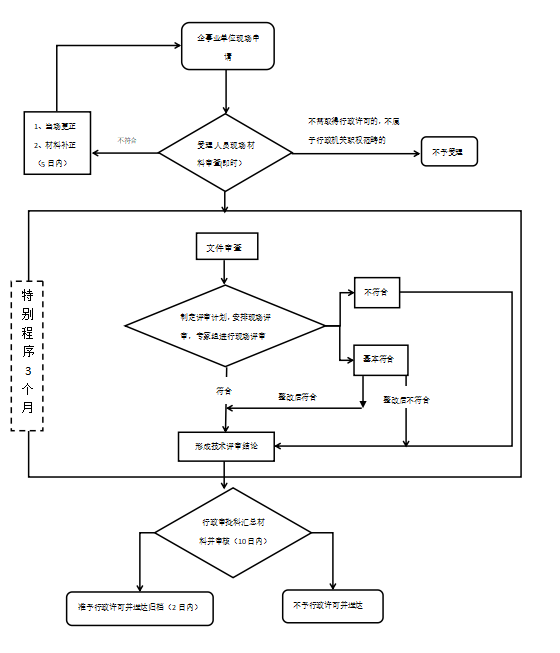 企事业单位现场申
请
1、当场更正
2、材料补正
（5 日内）
不符合
受理人员现场材
料审查(即时）
不需取得行政许可的，不属
于行政机关职权范畴的
不予受理
文件审查
特
别
程
序
3
个
月
制定评审计划，安排现场评
审，专家组进行现场评审
不符合
基本符合
符合
整改后符合
整改后不符合
形成技术评审结论
行政审批科汇总材
料并审核（10 日内）
准予行政许可并送达归档（2 日内）
不予行政许可并送达